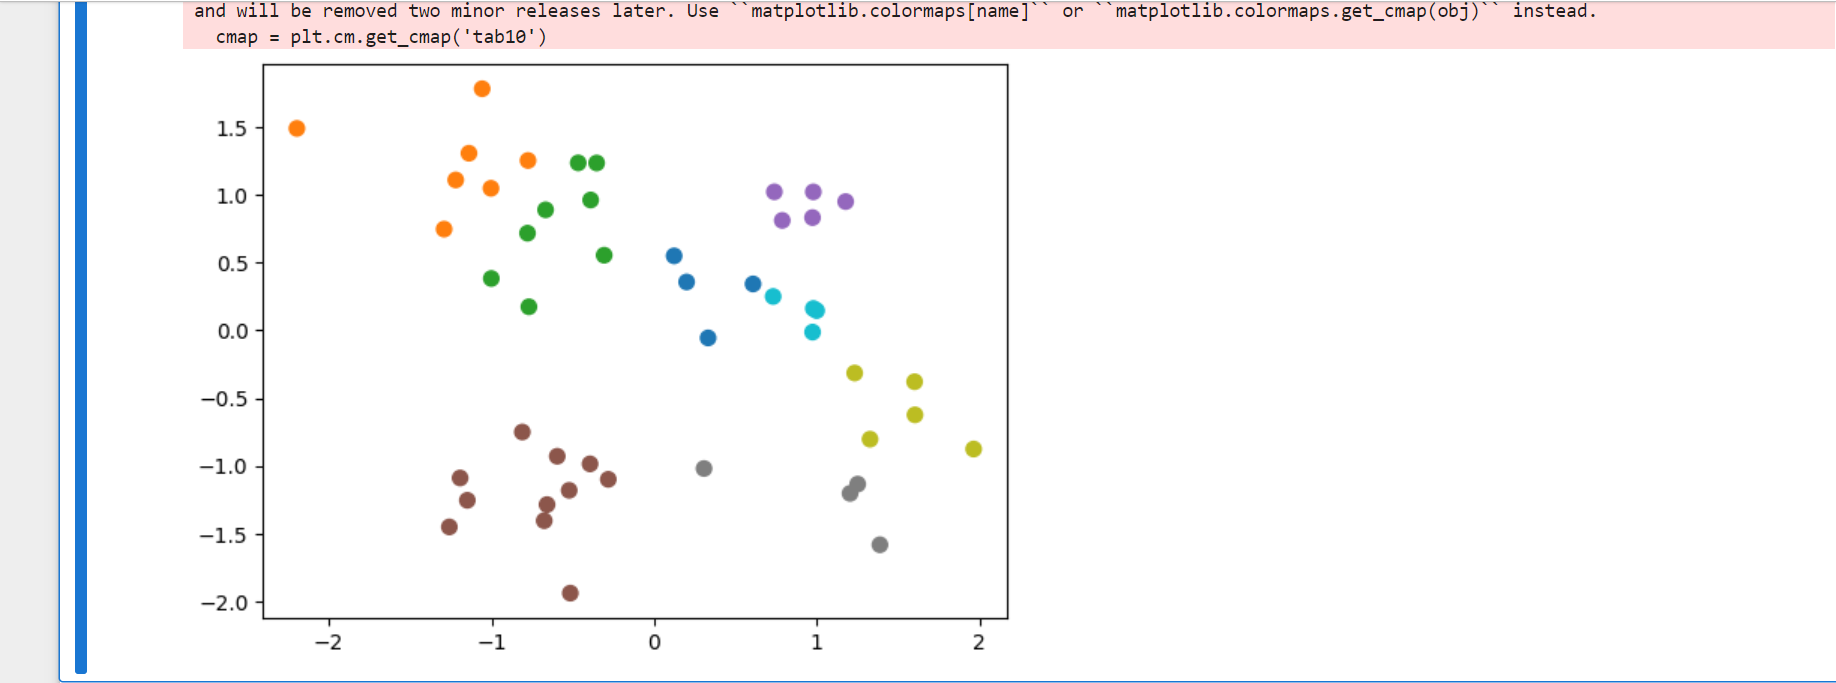 and will be removed two minor releases later. Use ``matplotlib.colormaps[name]`` or ``matplotlib.colormaps.get_cmap(obj)`` instead.
cmap = plt.cm.get_cmap('tab10')
1.5
1.0
0.5
0.0
−0.5
−1.0
−1.5
−2.0
−2 −1 0 1 2